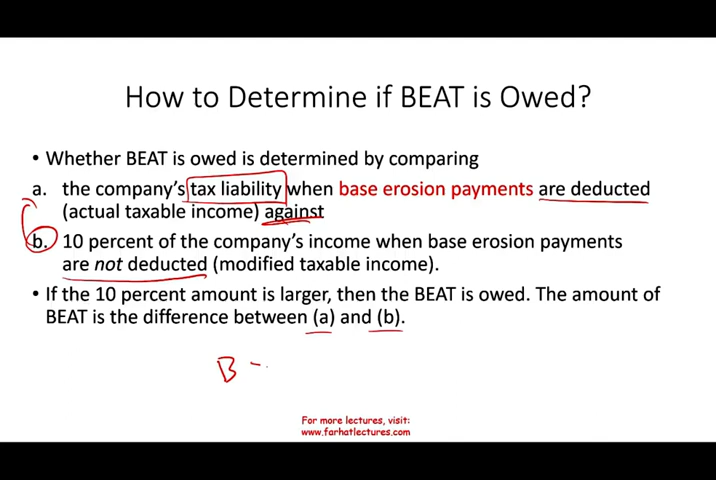 How to Determine if BEAT is Owed?
• Whether BEAT is owed is determined by comparing
a. the company's tax liability when base erosion payments are deducted
(actual taxable income) against
b. 10 percent of the company's income when base erosion payments
are not deducted (modified taxable income).
• If the 10 percent amount is larger, then the BEAT is owed. The amount of
BEAT is the difference between (a) and (b).
B -
For more lectures, visit:
www.farhatlectures.com